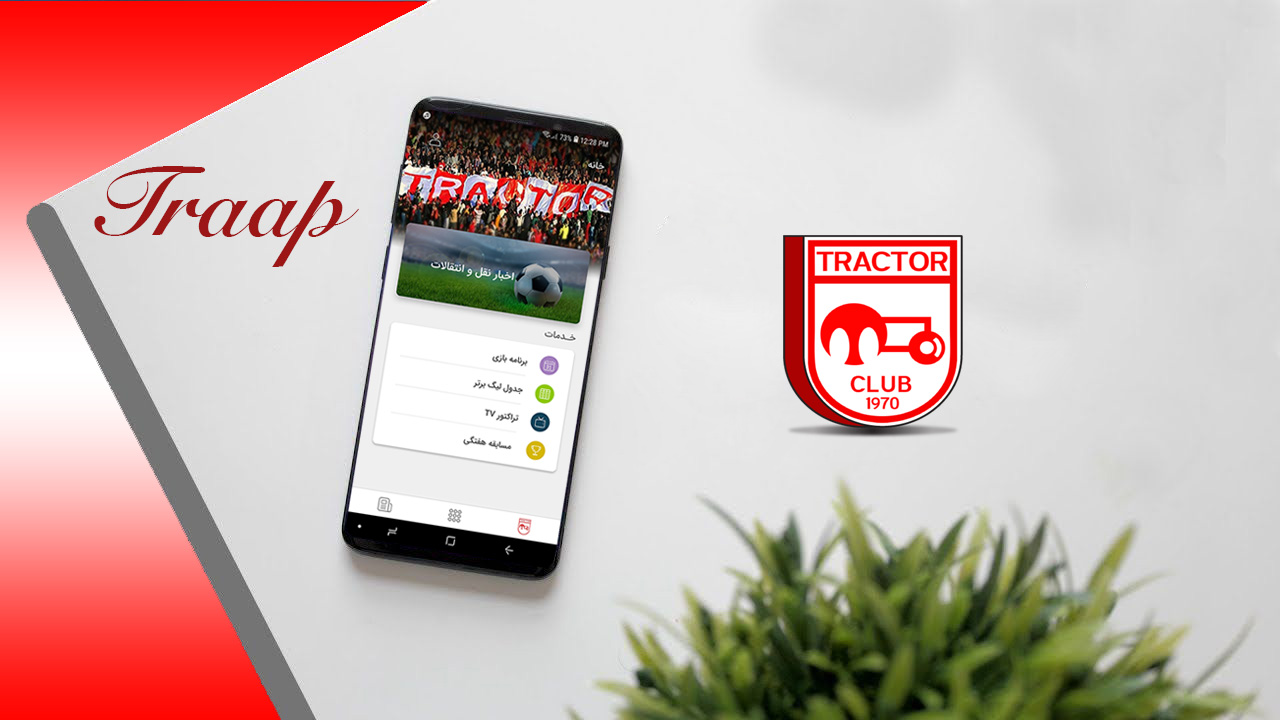 Traap
73% 12:28 PM
خانه
TRACTOR
اخبار نقل و انتقالات
خدمات
برنامه بازی
جدول لیگ برتر
تراکتور TV
مسابقه هفتگی
TRACTOR
CLUB
1970